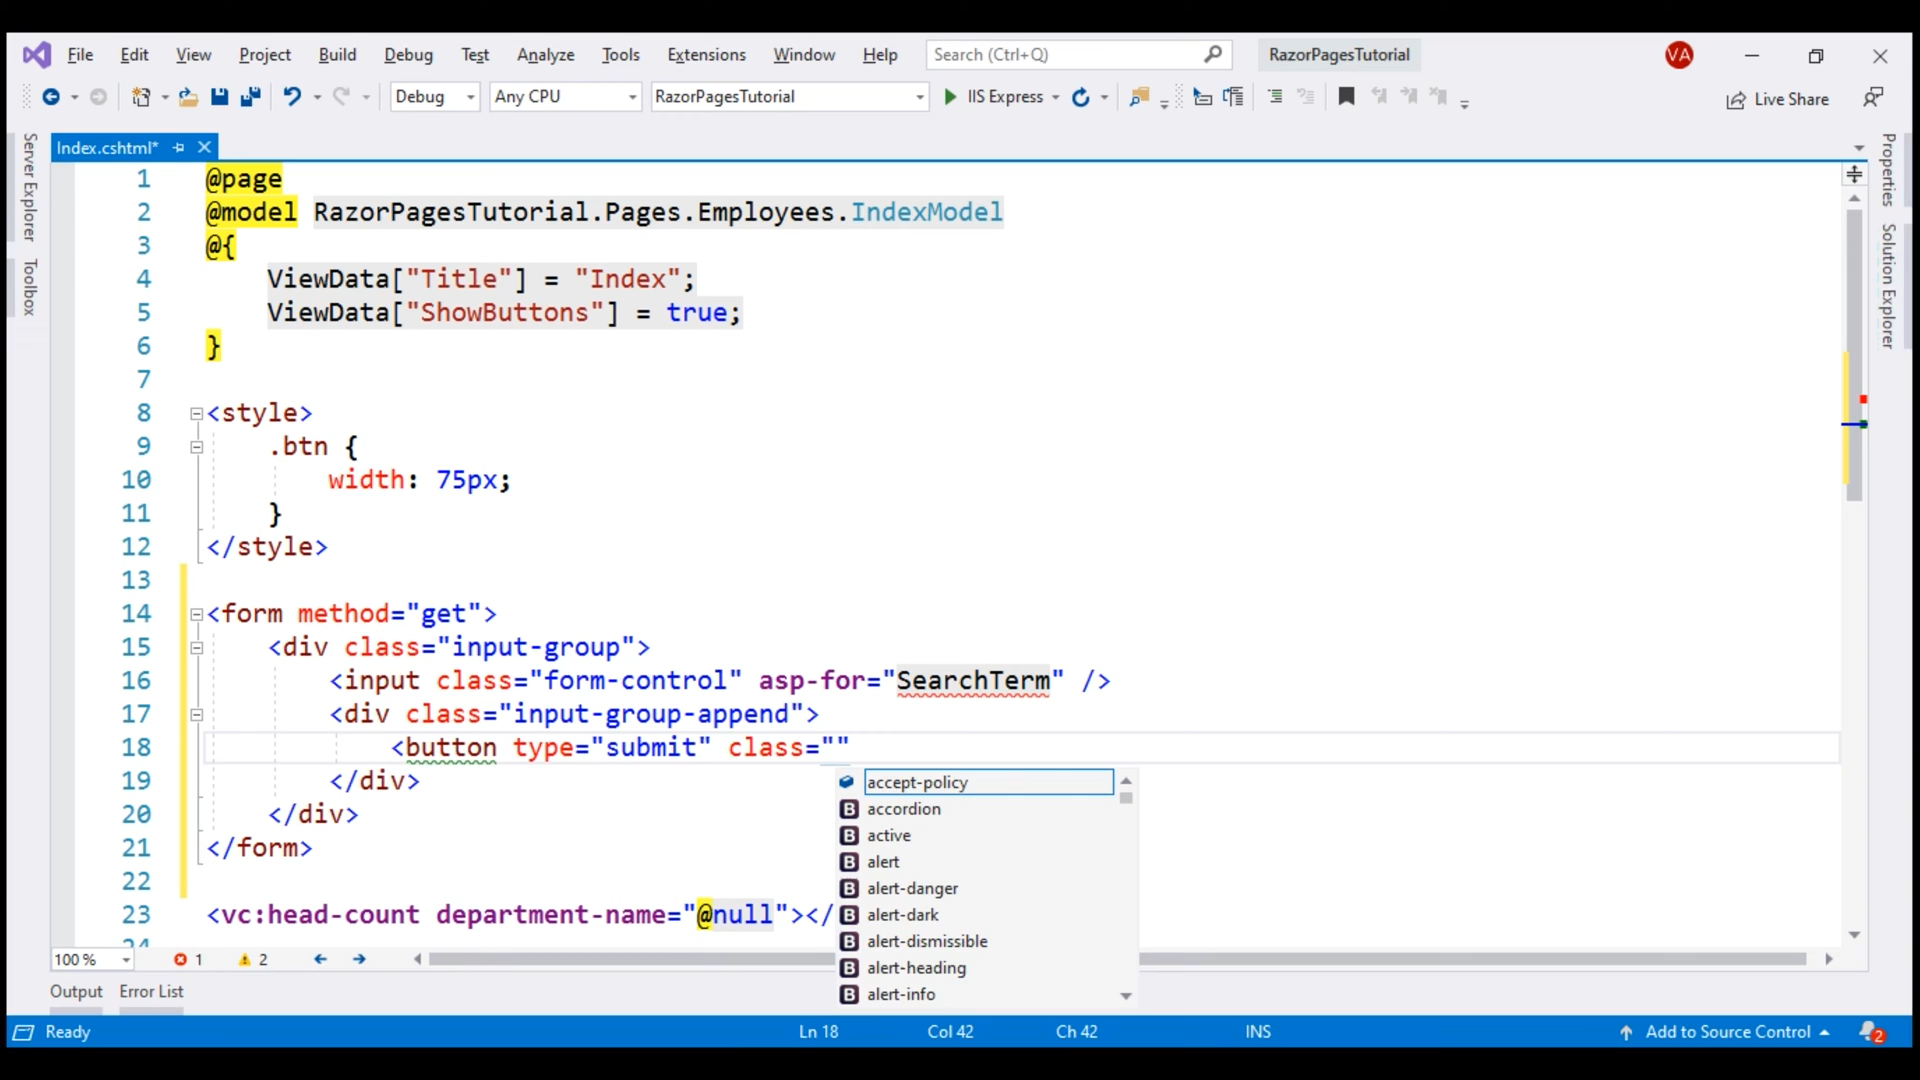 File Edit View Project Build Debug Test Analyze Tools Extensions Window Help Search (Ctrl+Q) RazorPagesTutorial VA
Debug Any CPU RazorPagesTutorial IIS Express Live Share
Server Explorer
Toolbox
Properties
Solution Explorer
Index.cshtml*
1 @page
2 @model RazorPagesTutorial.Pages.Employees.IndexModel
3 @{
4 ViewData["Title"] = "Index";
5 ViewData["ShowButtons"] = true;
6 }
7
8 <style>
9 .btn {
10 width: 75px;
11 }
12 </style>
13
14 <form method="get">
15 <div class="input-group">
16 <input class="form-control" asp-for="SearchTerm" />
17 <div class="input-group-append">
18 <button type="submit" class=""
19 </div>
20 </div>
21 </form>
22
23 <vc:head-count department-name="@null"></
24
accept-policy
accordion
active
alert
alert-danger
alert-dark
alert-dismissible
alert-heading
alert-info
100 % 1 2
Output Error List
Ready Ln 18 Col 42 Ch 42 INS Add to Source Control 2